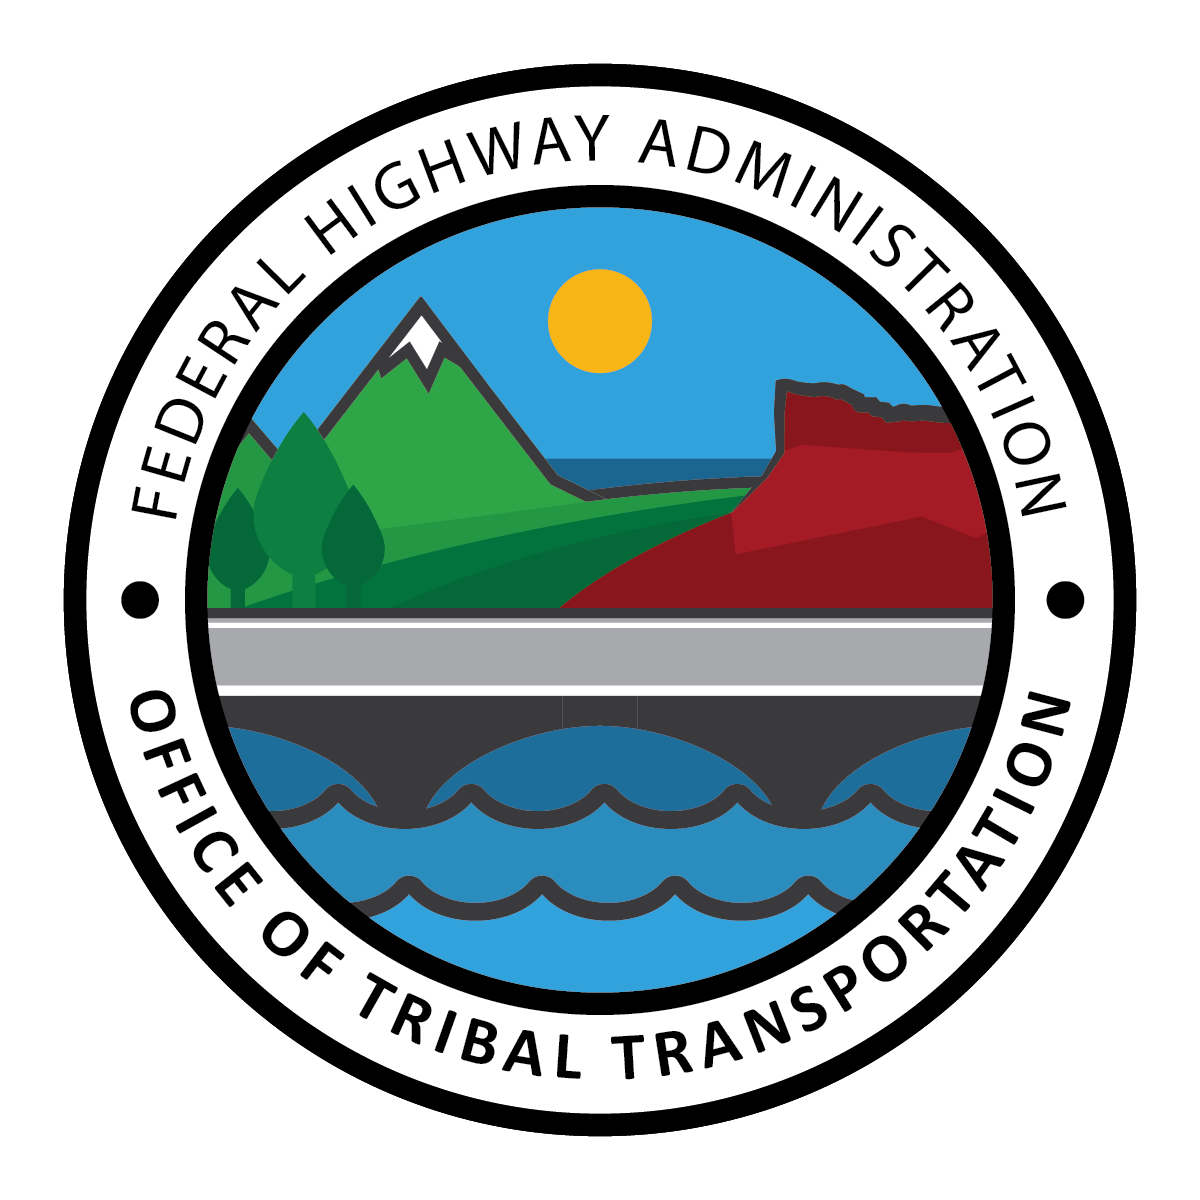 FEDERAL HIGHWAY ADMINISTRATION
OFFICE OF TRIBAL TRANSPORTATION